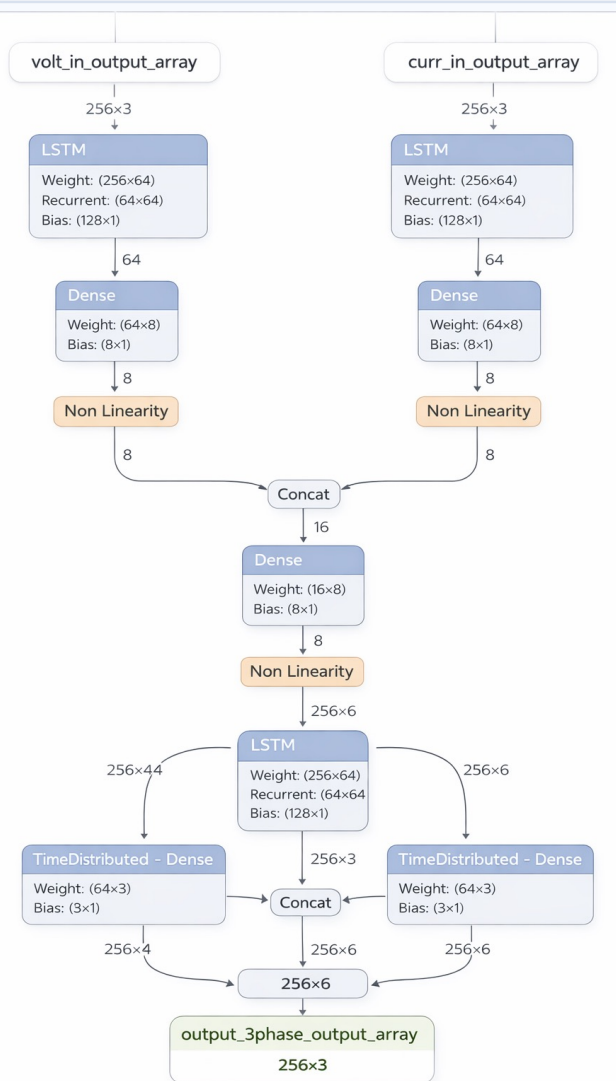 volt_in_output_array
curr_in_output_array
256×3
256×3
LSTM
Weight: (256×64)
Recurrent: (64×64)
Bias: (128×1)
LSTM
Weight: (256×64)
Recurrent: (64×64)
Bias: (128×1)
64
64
Dense
Weight: (64×8)
Bias: (8×1)
Dense
Weight: (64×8)
Bias: (8×1)
8
8
Non Linearity
Non Linearity
8
8
Concat
16
Dense
Weight: (16×8)
Bias: (8×1)
8
Non Linearity
256×6
LSTM
Weight: (256×64)
Recurrent: (64×64
Bias: (128×1)
256×44
256×6
TimeDistributed - Dense
Weight: (64×3)
Bias: (3×1)
256×3
TimeDistributed - Dense
Weight: (64×3)
Bias: (3×1)
Concat
256×4
256×6
256×6
256×6
output_3phase_output_array
256×3